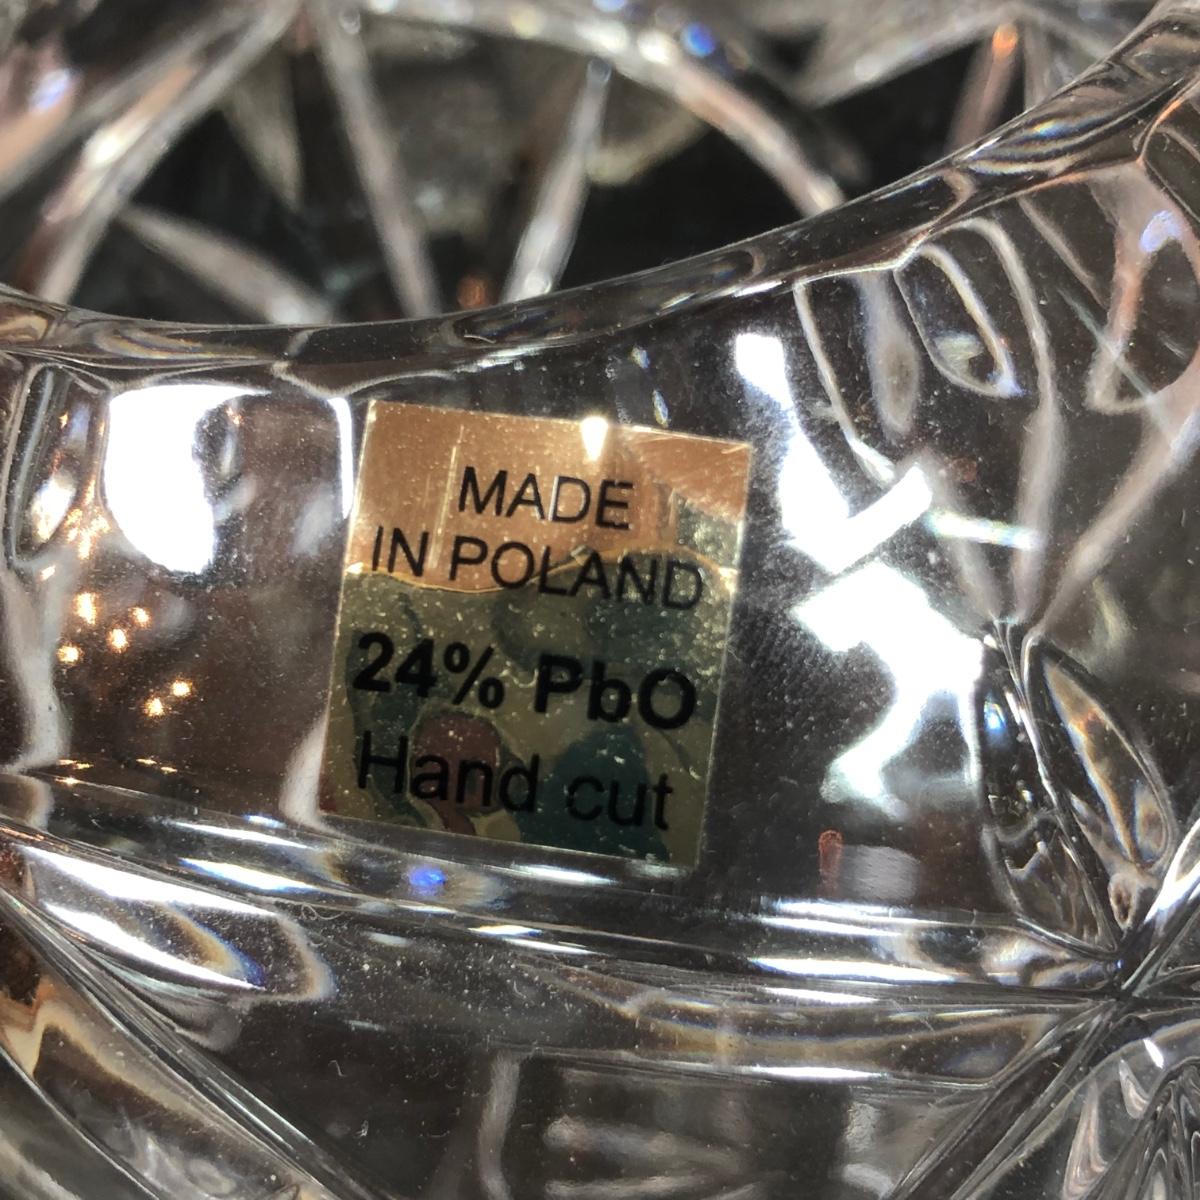 MADE
IN POLAND
24% PbO
Hand cut